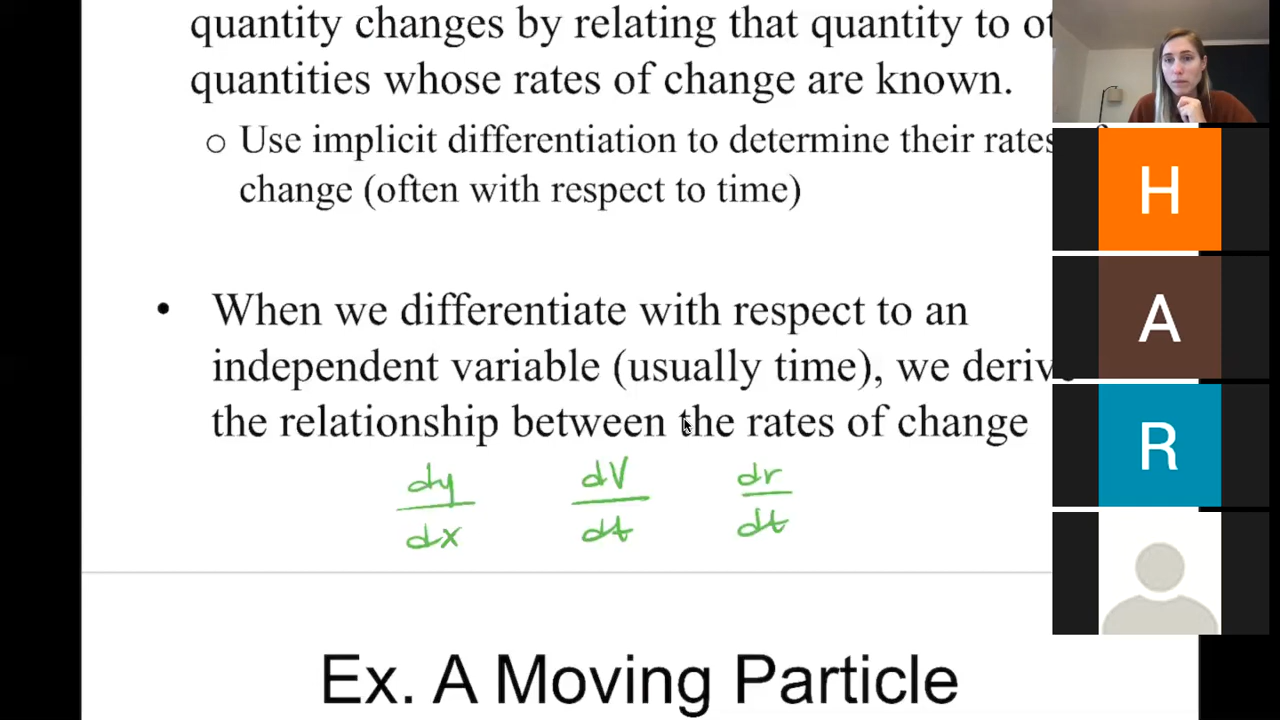 quantity changes by relating that quantity to
quantities whose rates of change are known.
○ Use implicit differentiation to determine their rates
change (often with respect to time)
• When we differentiate with respect to an
independent variable (usually time), we
the relationship between the rates of change
dy/dx dV/dt dr/dt
Ex. A Moving Particle
H
A
R